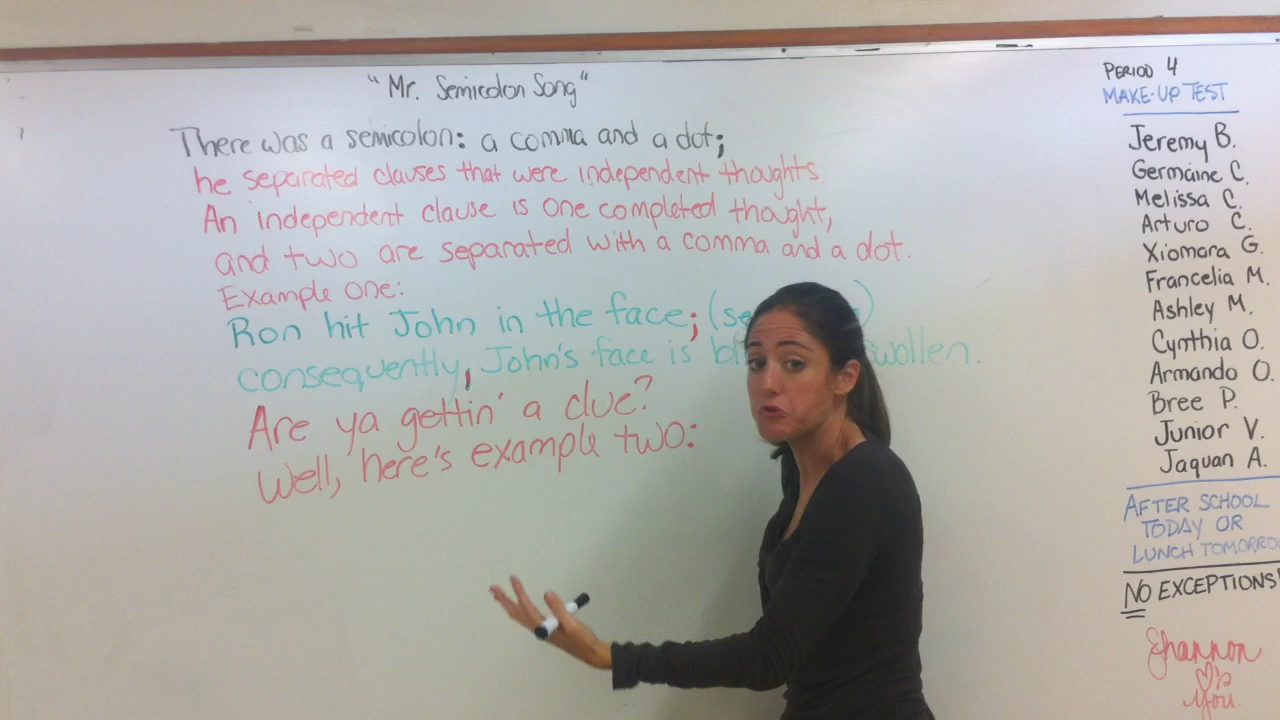 "Mr. Semicolon Song"
There was a semicolon: a comma and a dot;
he separated clauses that were independent thoughts
An independent clause is one completed thought,
and two are separated with a comma and a dot.
Example one:
Ron hit John in the face; (se )
consequently, John's face is swollen.
Are ya gettin' a clue?
Well, here's example two:
PERIOD 4
MAKE-UP TEST
Jeremy B.
Germaine C.
Melissa C.
Arturo C.
Xiomara G.
Francelia M.
Ashley M.
Cynthia O.
Armando O.
Bree P.
Junior V.
Jaquan A.
AFTER SCHOOL
TODAY OR
LUNCH TOMORRO
NO EXCEPTIONS!
Shannon
♡'s
You.